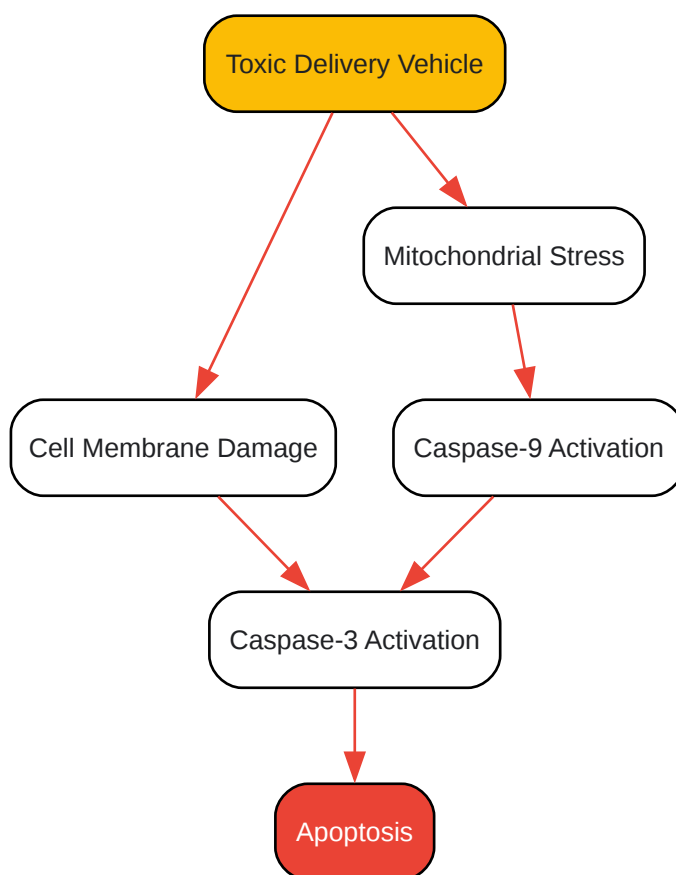 Toxic Delivery Vehicle
Mitochondrial Stress
Cell Membrane Damage
Caspase-9 Activation
Caspase-3 Activation
Apoptosis